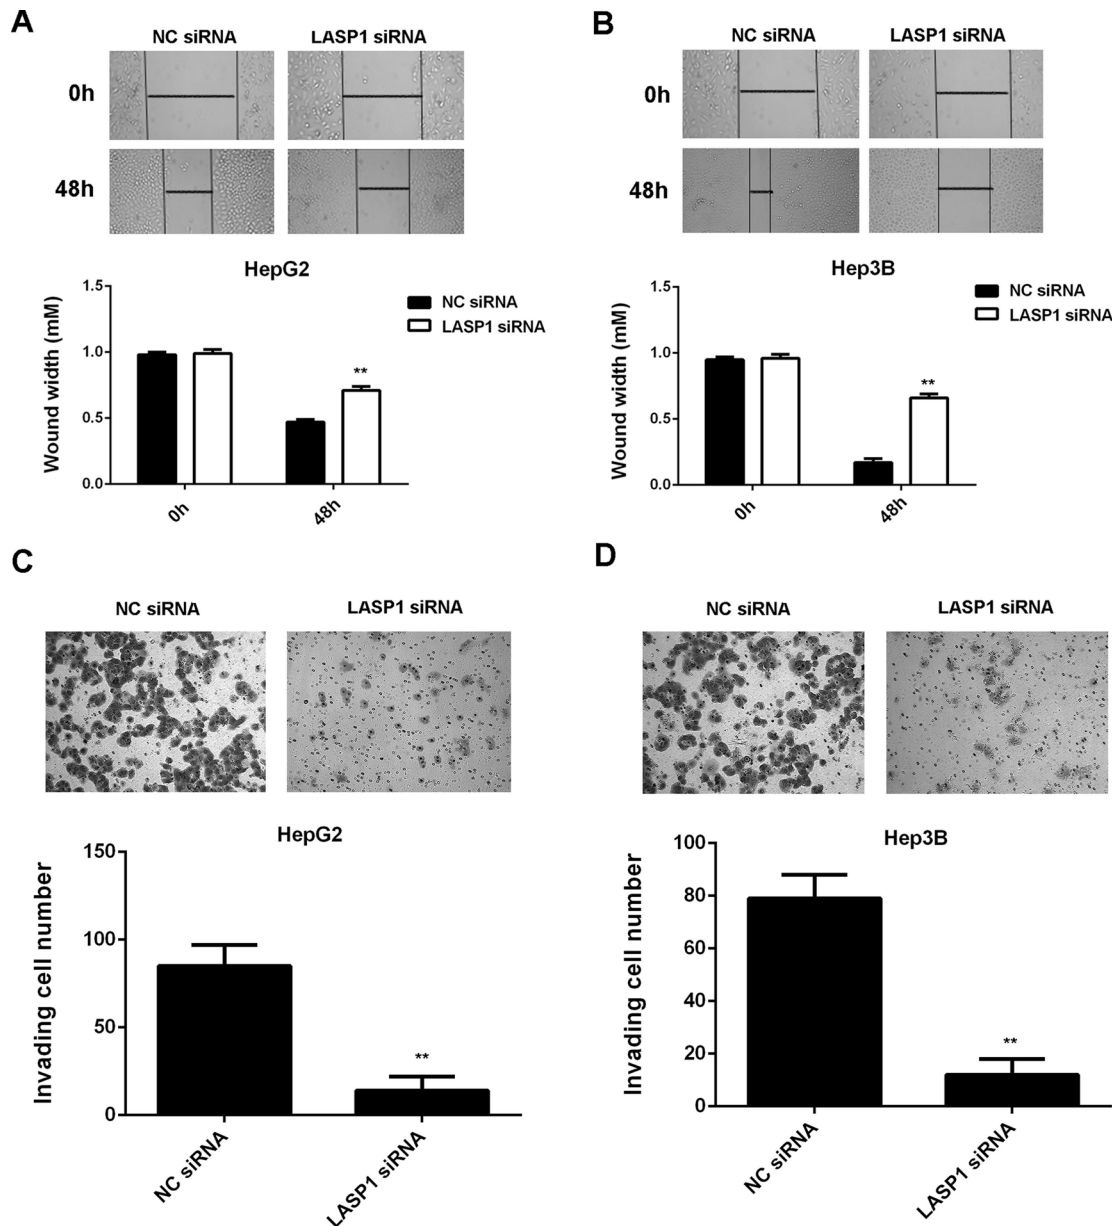 A
NC siRNA LASP1 siRNA
0h
48h
HepG2
1.5
1.0
0.5
0.0
Wound width (mM)
**
NC siRNA
LASP1 siRNA
0h 48h
B
NC siRNA LASP1 siRNA
0h
48h
Hep3B
1.5
1.0
0.5
0.0
Wound width (mM)
**
NC siRNA
LASP1 siRNA
0h 48h
C
NC siRNA LASP1 siRNA
HepG2
150
100
50
0
Invading cell number
**
NC siRNA LASP1 siRNA
D
NC siRNA LASP1 siRNA
Hep3B
100
80
60
40
20
0
Invading cell number
**
NC siRNA LASP1 siRNA